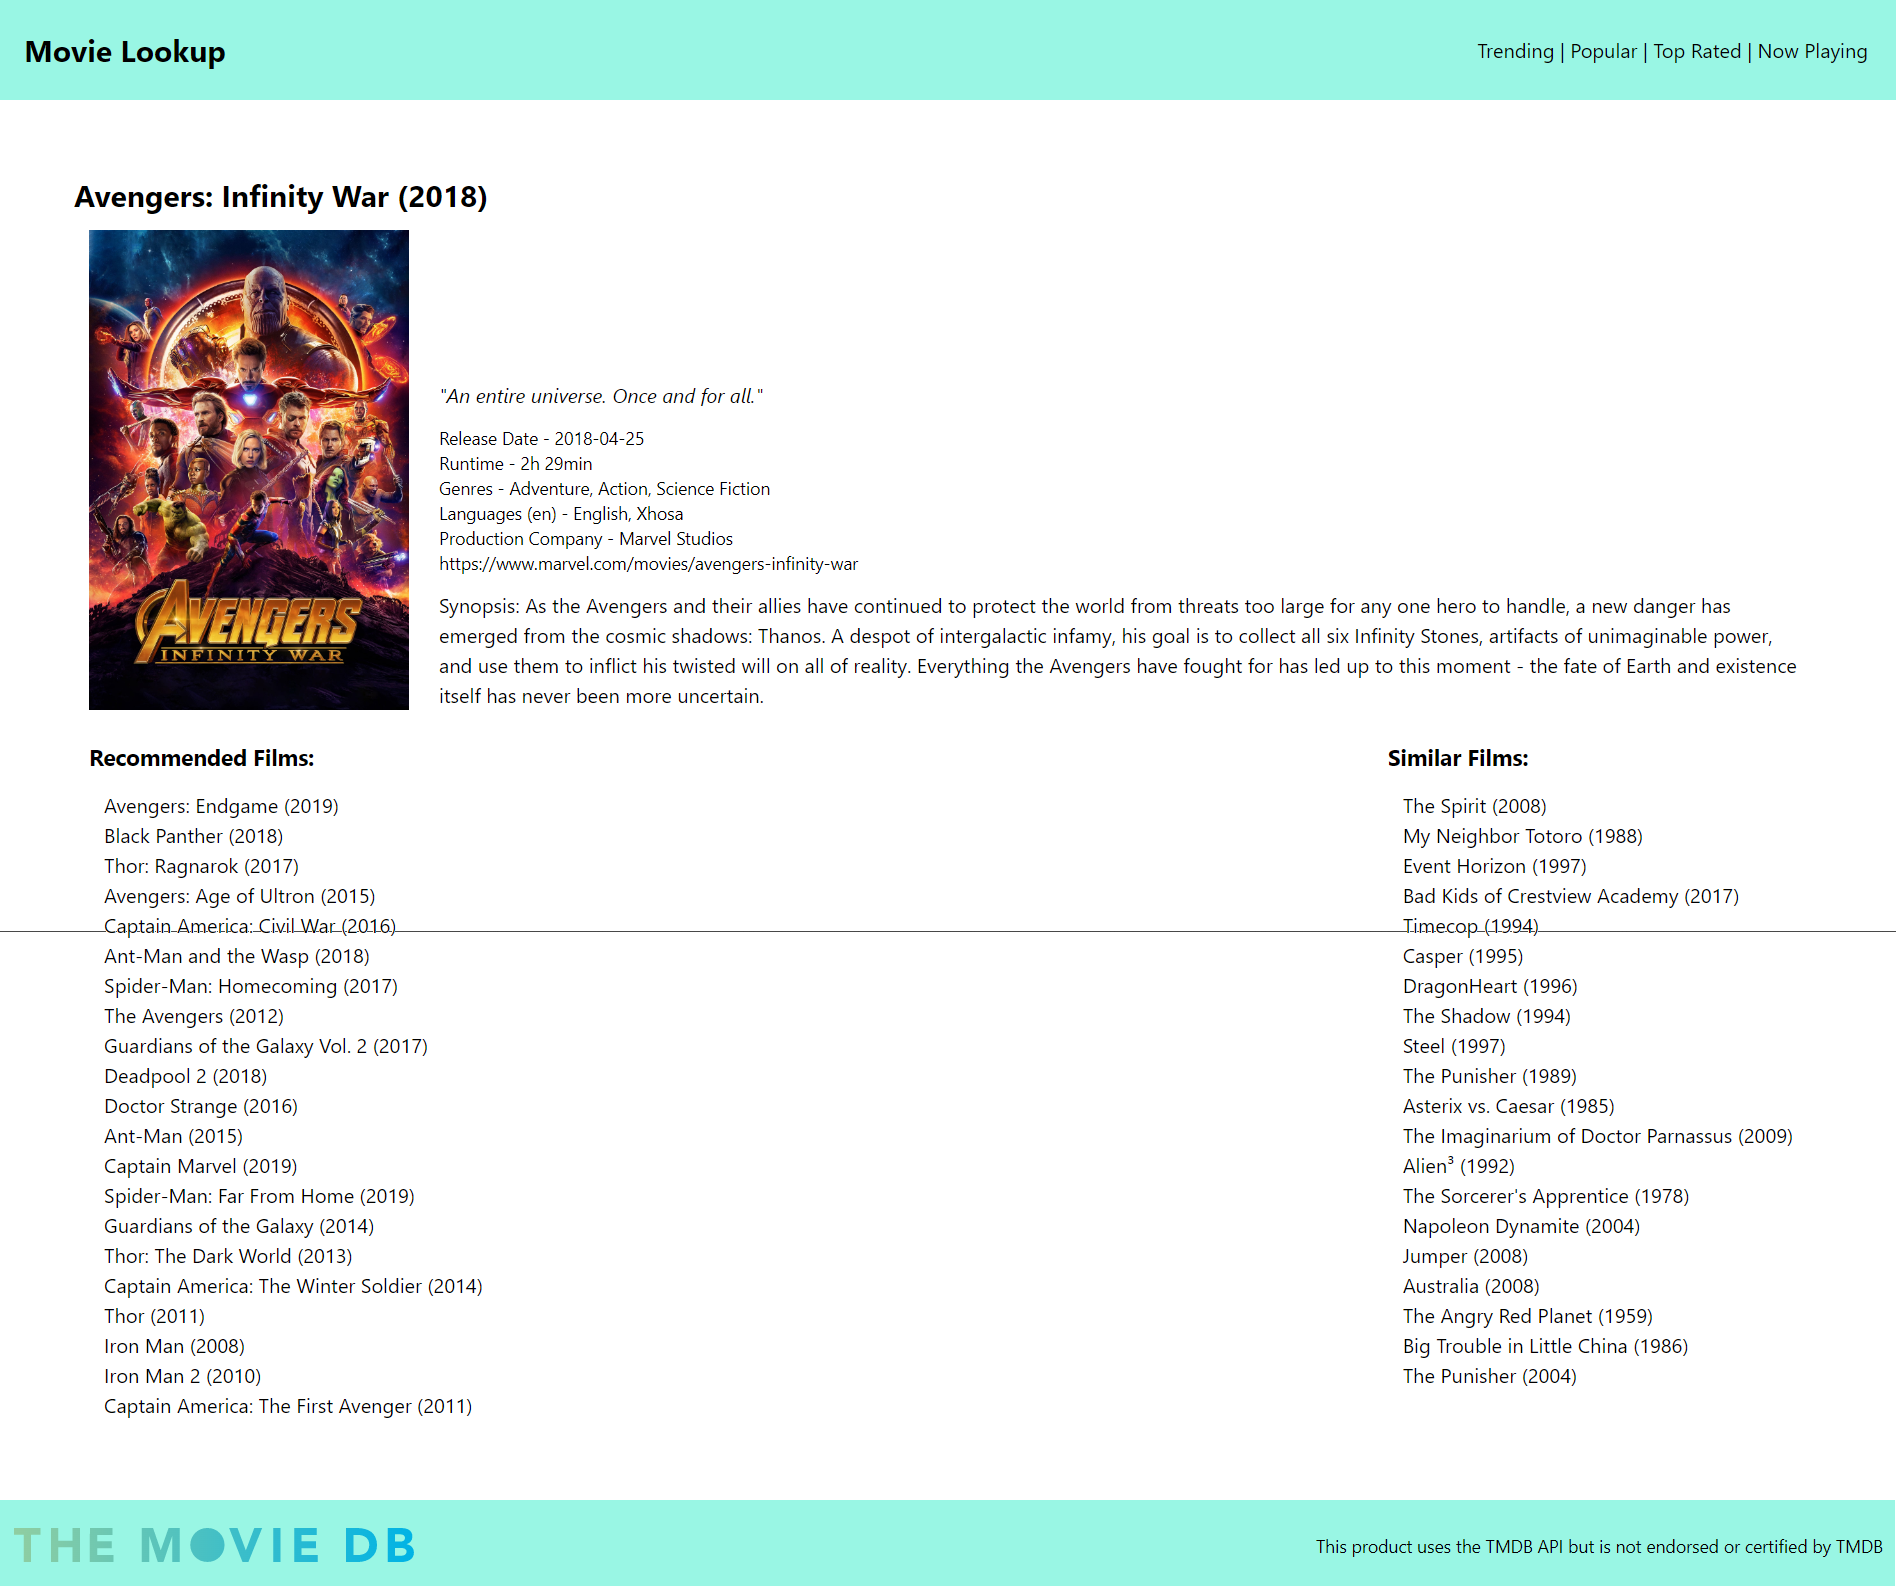 Movie Lookup
Trending | Popular | Top Rated | Now Playing
Avengers: Infinity War (2018)
AVENGERS
INFINITY WAR
"An entire universe. Once and for all."
Release Date - 2018-04-25
Runtime - 2h 29min
Genres - Adventure, Action, Science Fiction
Languages (en) - English, Xhosa
Production Company - Marvel Studios
https://www.marvel.com/movies/avengers-infinity-war
Synopsis: As the Avengers and their allies have continued to protect the world from threats too large for any one hero to handle, a new danger has
emerged from the cosmic shadows: Thanos. A despot of intergalactic infamy, his goal is to collect all six Infinity Stones, artifacts of unimaginable power,
and use them to inflict his twisted will on all of reality. Everything the Avengers have fought for has led up to this moment - the fate of Earth and existence
itself has never been more uncertain.
Recommended Films:
Avengers: Endgame (2019)
Black Panther (2018)
Thor: Ragnarok (2017)
Avengers: Age of Ultron (2015)
Captain America: Civil War (2016)
Ant-Man and the Wasp (2018)
Spider-Man: Homecoming (2017)
The Avengers (2012)
Guardians of the Galaxy Vol. 2 (2017)
Deadpool 2 (2018)
Doctor Strange (2016)
Ant-Man (2015)
Captain Marvel (2019)
Spider-Man: Far From Home (2019)
Guardians of the Galaxy (2014)
Thor: The Dark World (2013)
Captain America: The Winter Soldier (2014)
Thor (2011)
Iron Man (2008)
Iron Man 2 (2010)
Captain America: The First Avenger (2011)
Similar Films:
The Spirit (2008)
My Neighbor Totoro (1988)
Event Horizon (1997)
Bad Kids of Crestview Academy (2017)
Timecop (1994)
Casper (1995)
DragonHeart (1996)
The Shadow (1994)
Steel (1997)
The Punisher (1989)
Asterix vs. Caesar (1985)
The Imaginarium of Doctor Parnassus (2009)
Alien³ (1992)
The Sorcerer's Apprentice (1978)
Napoleon Dynamite (2004)
Jumper (2008)
Australia (2008)
The Angry Red Planet (1959)
Big Trouble in Little China (1986)
The Punisher (2004)
THE MOVIE DB
This product uses the TMDB API but is not endorsed or certified by TMDB